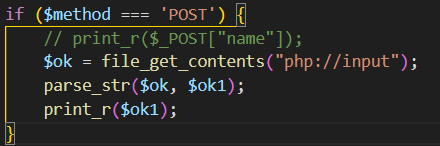 if ($method === 'POST') {
// print_r($_POST["name"]);
$ok = file_get_contents("php://input");
parse_str($ok, $ok1);
print_r($ok1);
}